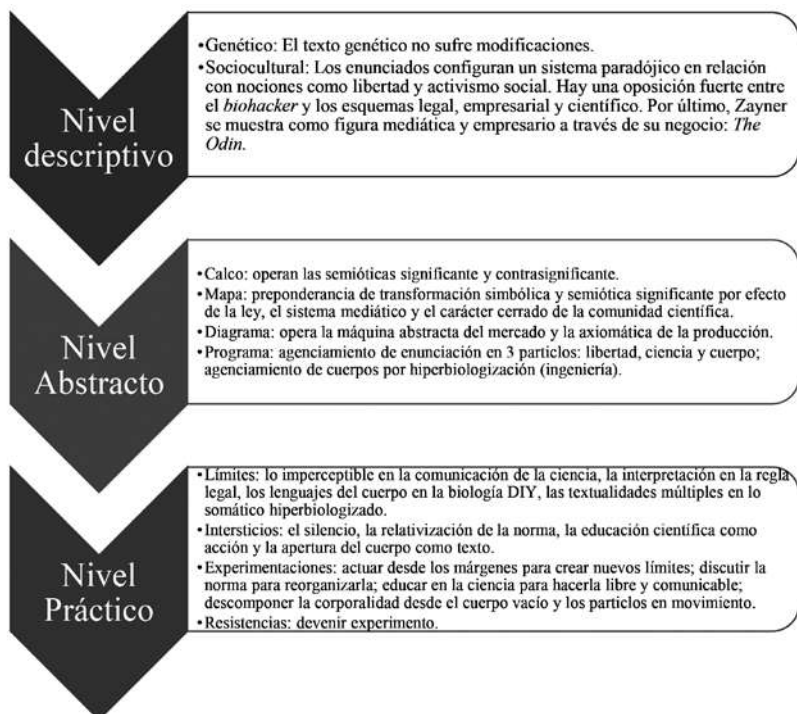 Nivel
descriptivo
•Genético: El texto genético no sufre modificaciones.
•Sociocultural: Los enunciados configuran un sistema paradójico en relación
con nociones como libertad y activismo social. Hay una oposición fuerte entre
el biohacker y los esquemas legal, empresarial y científico. Por último, Zayner
se muestra como figura mediática y empresario a través de su negocio: The
Odin.
Nivel
Abstracto
•Calco: operan las semióticas significante y contrasignificante.
•Mapa: preponderancia de transformación simbólica y semiótica significante por efecto
de la ley, el sistema mediático y el carácter cerrado de la comunidad científica.
•Diagrama: opera la máquina abstracta del mercado y la axiomática de la producción.
•Programa: agenciamiento de enunciación en 3 particlos: libertad, ciencia y cuerpo;
agenciamiento de cuerpos por hiperbiologización (ingeniería).
Nivel
Práctico
•Límites: lo imperceptible en la comunicación de la ciencia, la interpretación en la regla
legal, los lenguajes del cuerpo en la biología DIY, las textualidades múltiples en lo
somático hiperbiologizado.
•Intersticios: el silencio, la relativización de la norma, la educación científica como
acción y la apertura del cuerpo como texto.
•Experimentaciones: actuar desde los márgenes para crear nuevos límites; discutir la
norma para reorganizarla; educar en la ciencia para hacerla libre y comunicable;
descomponer la corporalidad desde el cuerpo vacío y los particlos en movimiento.
•Resistencias: devenir experimento.